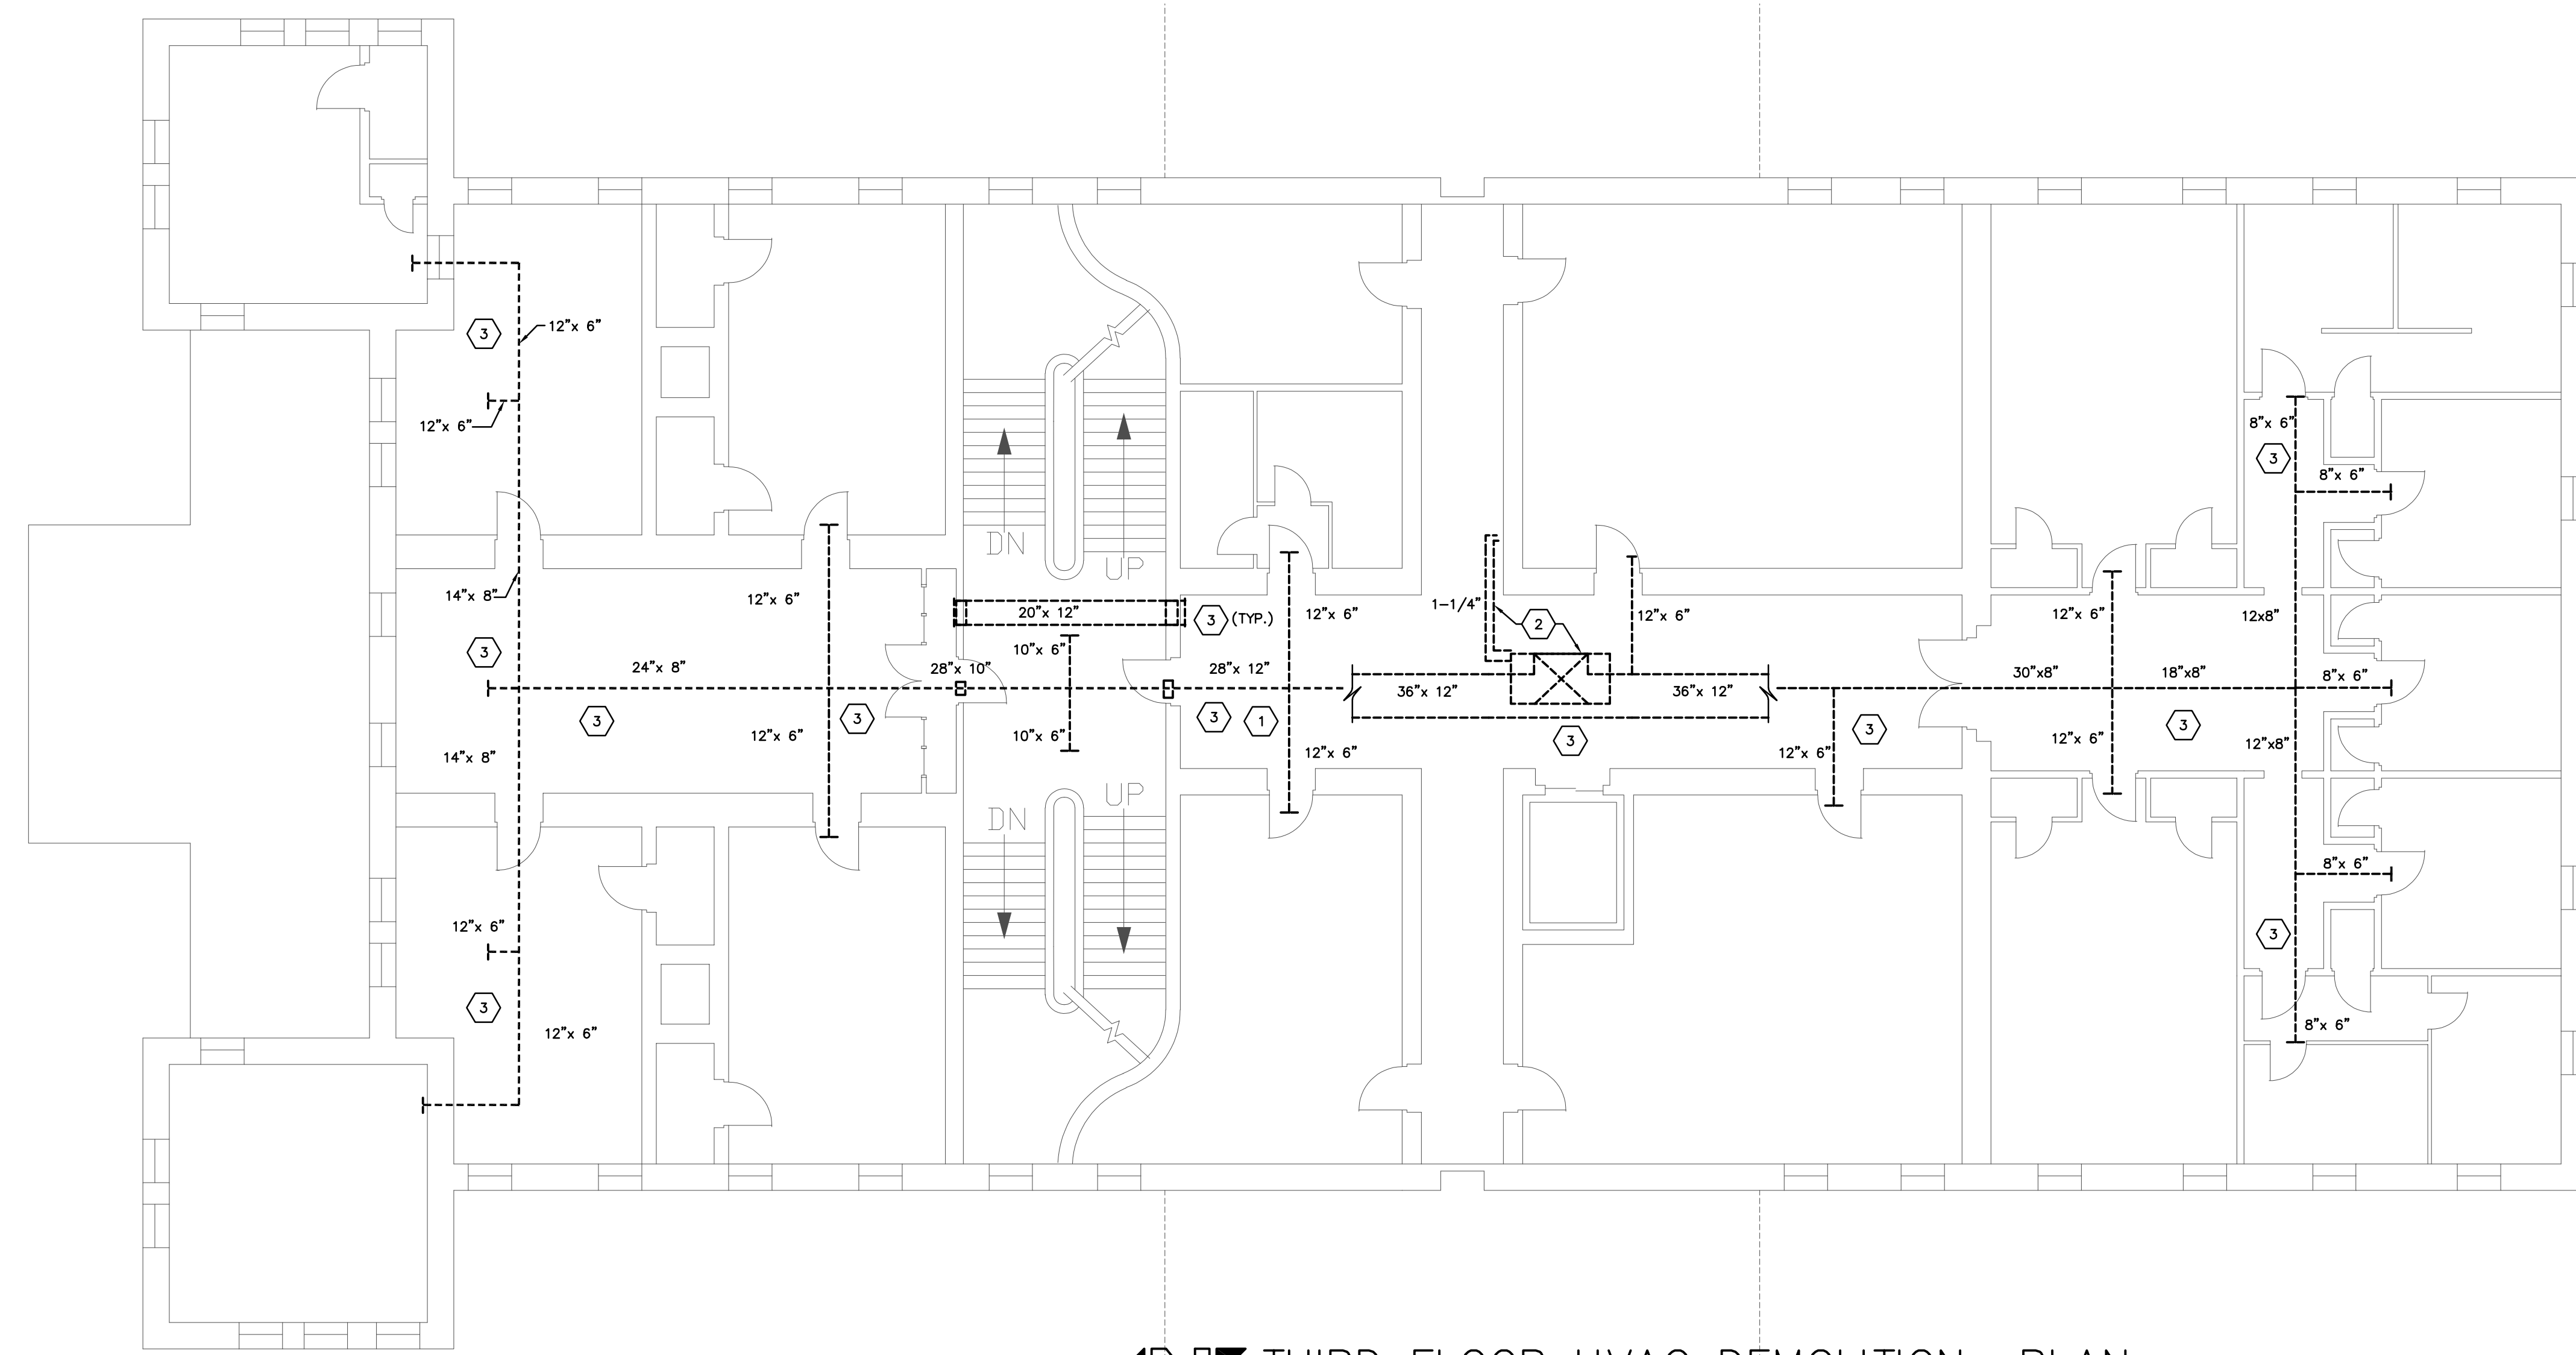 3
12"x 6"
12"x 6"
8"x 6"
3
8"x 6"
DN
UP
14"x 8"
12"x 6"
20"x 12"
3 (TYP.)
12"x 6"
1-1/4"
2
12"x 6"
12"x 6"
12x8"
3
24"x 8"
10"x 6"
28"x 10"
28"x 12"
36"x 12"
36"x 12"
30"x8"
18"x8"
8"x 6"
3
3
3
1
3
3
3
14"x 8"
12"x 6"
10"x 6"
12"x 6"
12"x 6"
12"x 6"
12"x8"
DN
UP
8"x 6"
12"x 6"
3
3
12"x 6"
8"x 6"
THIRD FLOOR HVAC DEMOLITION PLAN